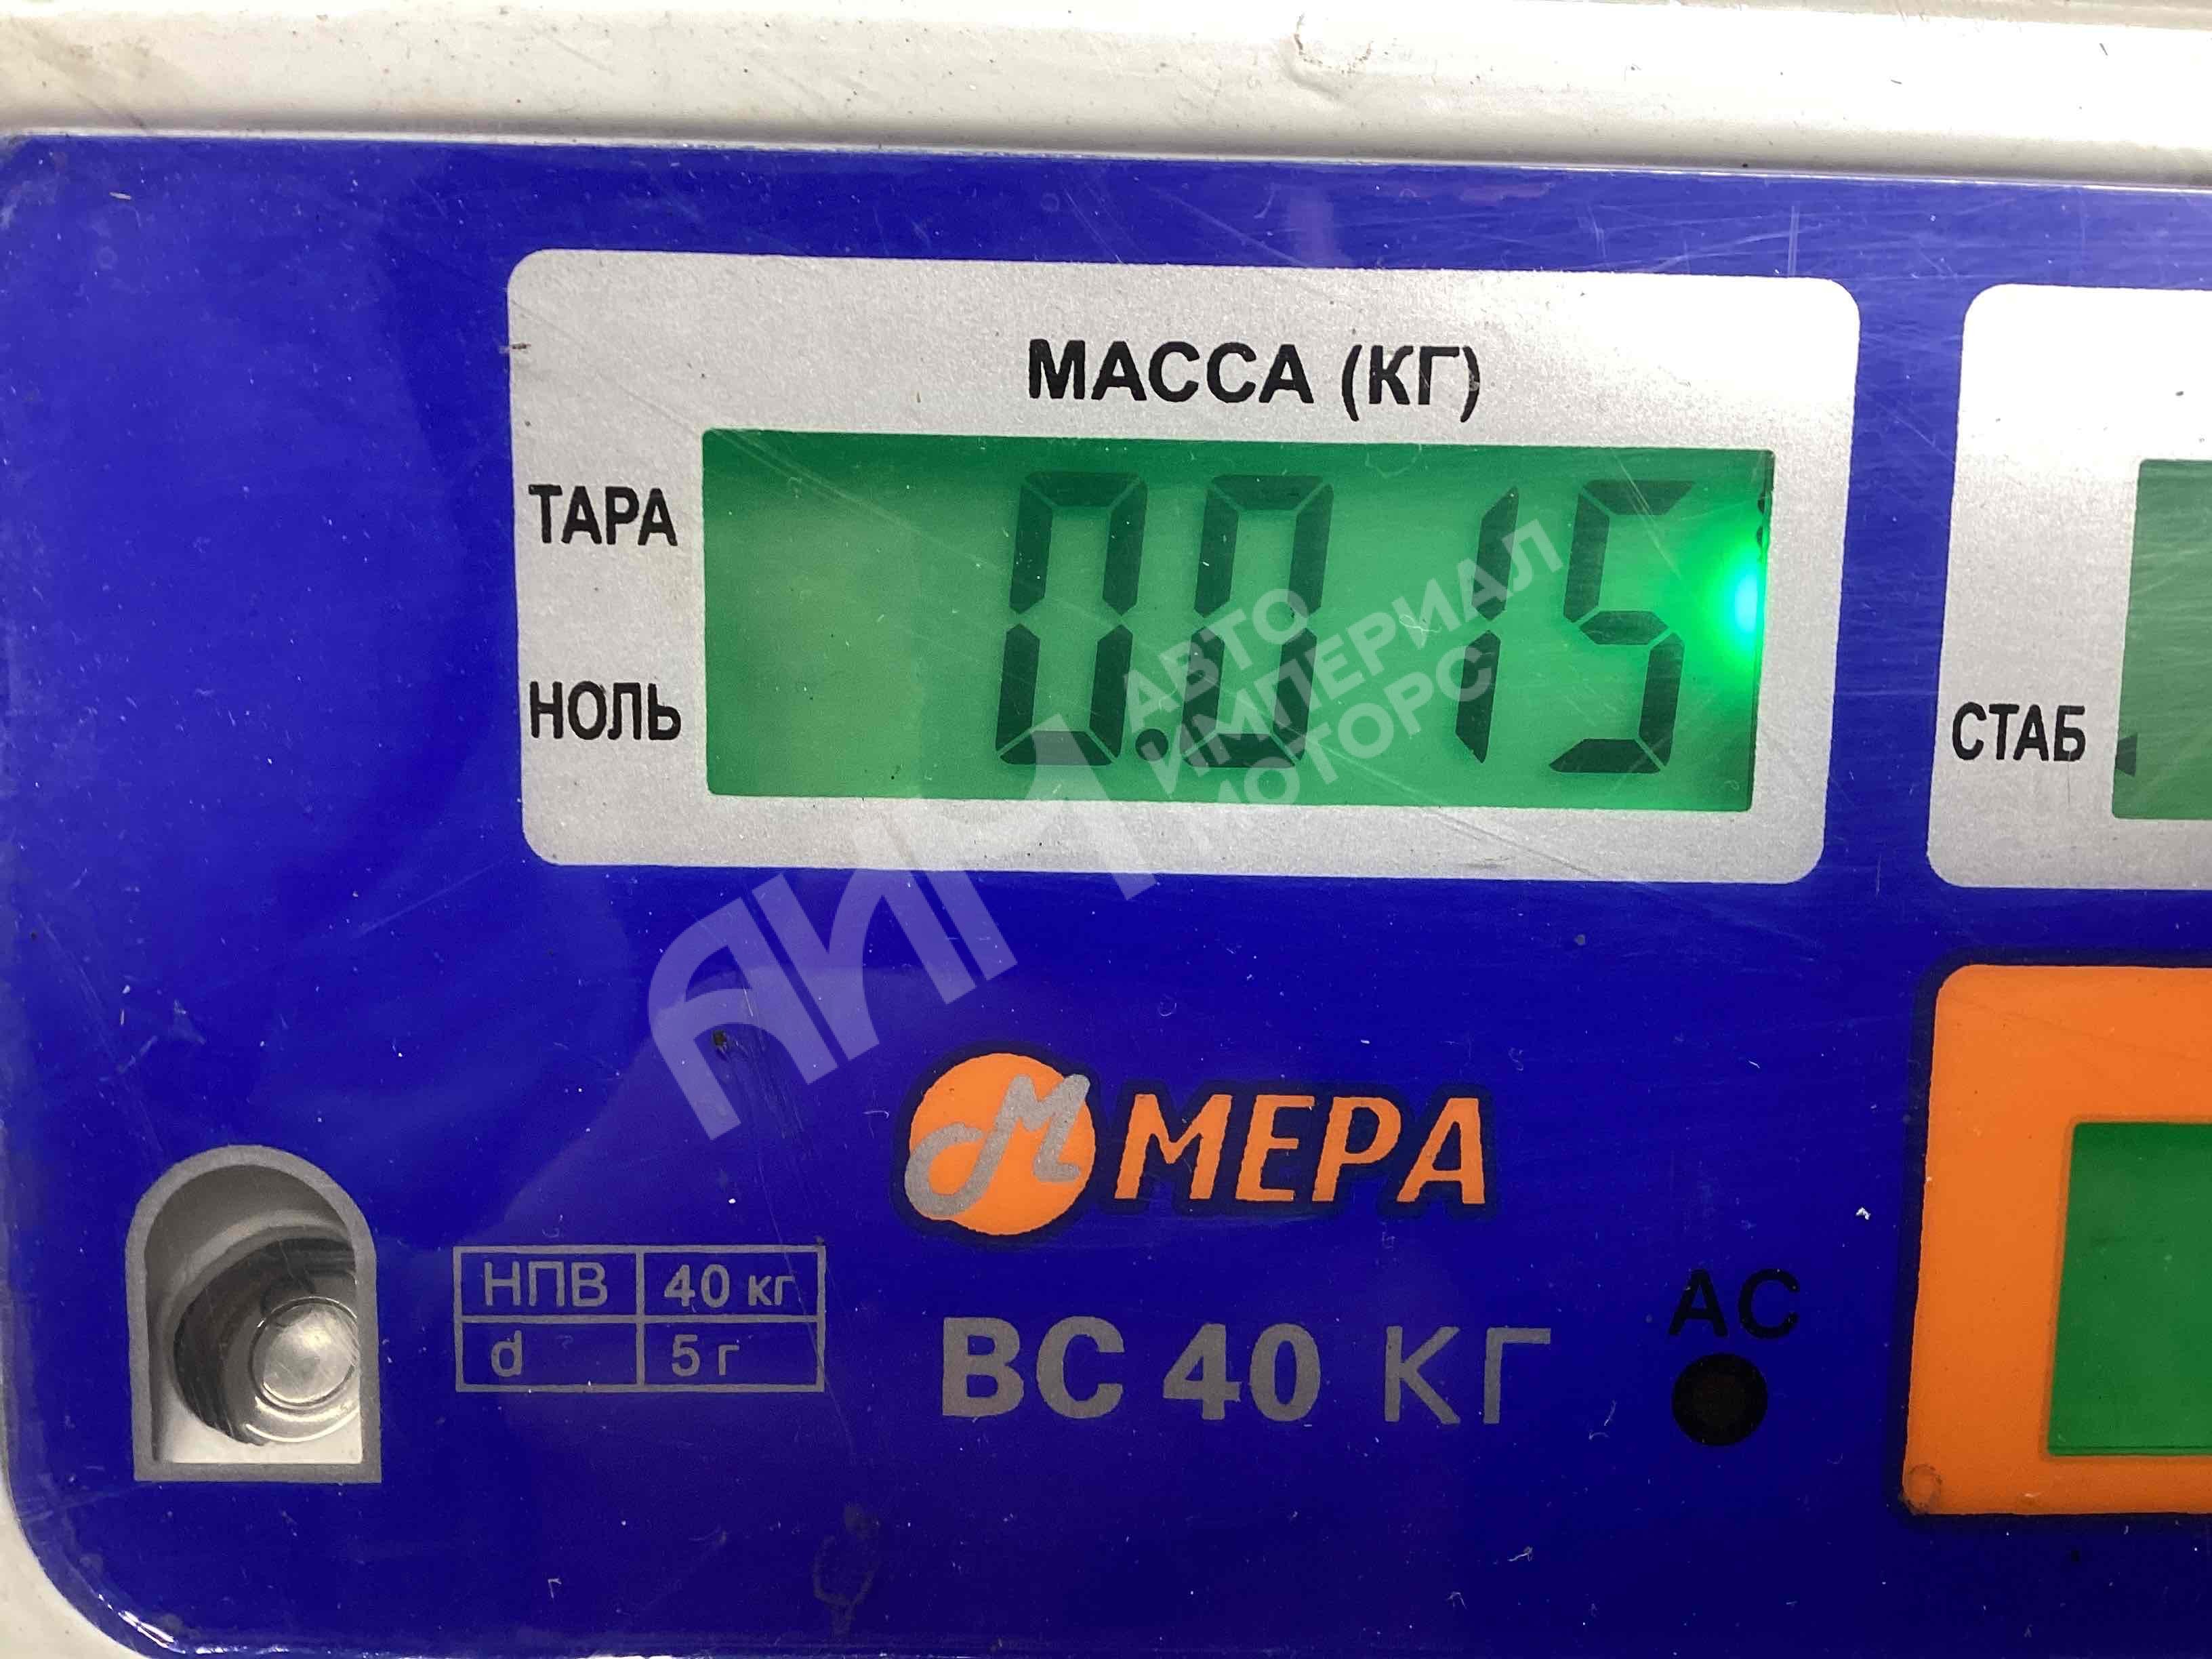 МАССА (КГ)
ТАРА
0.015
НОЛЬ
СТАБ
АИМ
АВТО
ИМПЕРИАЛ
МОТОРС
М МЕРА
НПВ 40 кг
d 5 г
ВС 40 КГ
АС